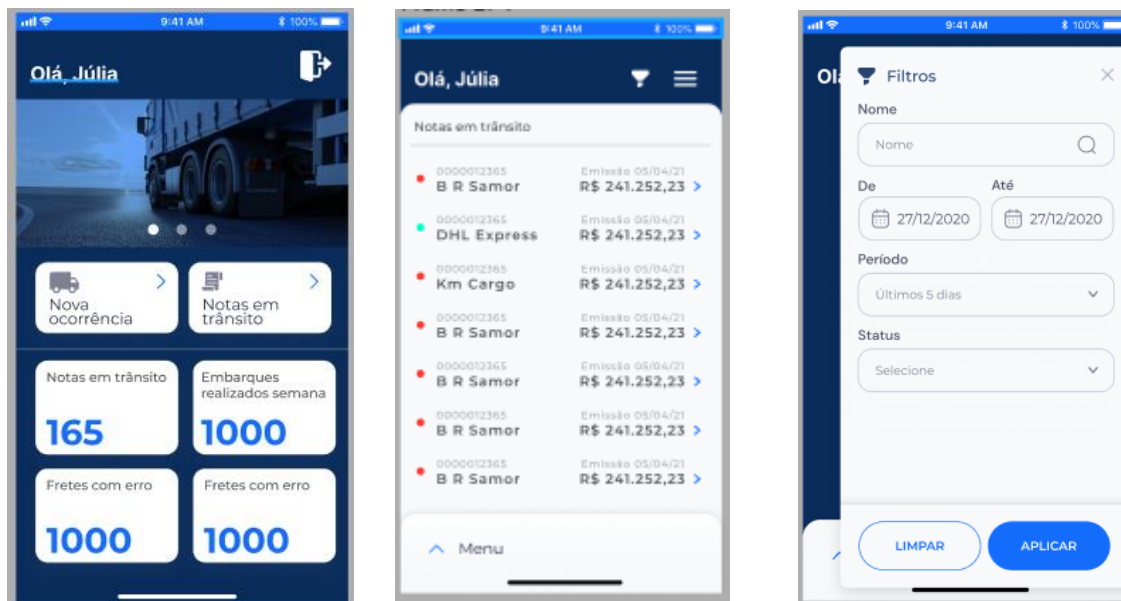 9:41 AM
100%
Olá, Júlia
Nova
ocorrência
Notas em
trânsito
Notas em trânsito
165
Embarques
realizados semana
1000
Fretes com erro
1000
Fretes com erro
1000
9:41 AM
100%
Olá, Júlia
Notas em trânsito
0000012365 Emissão 05/04/21
B R Samor R$ 241.252,23
0000012365 Emissão 05/04/21
DHL Express R$ 241.252,23
0000012365 Emissão 05/04/21
Km Cargo R$ 241.252,23
0000012365 Emissão 05/04/21
B R Samor R$ 241.252,23
0000012365 Emissão 05/04/21
B R Samor R$ 241.252,23
0000012365 Emissão 05/04/21
B R Samor R$ 241.252,23
0000012365 Emissão 05/04/21
B R Samor R$ 241.252,23
Menu
9:41 AM
100%
Filtros
Nome
Nome
De Até
27/12/2020 27/12/2020
Período
Últimos 5 dias
Status
Selecione
LIMPAR APLICAR